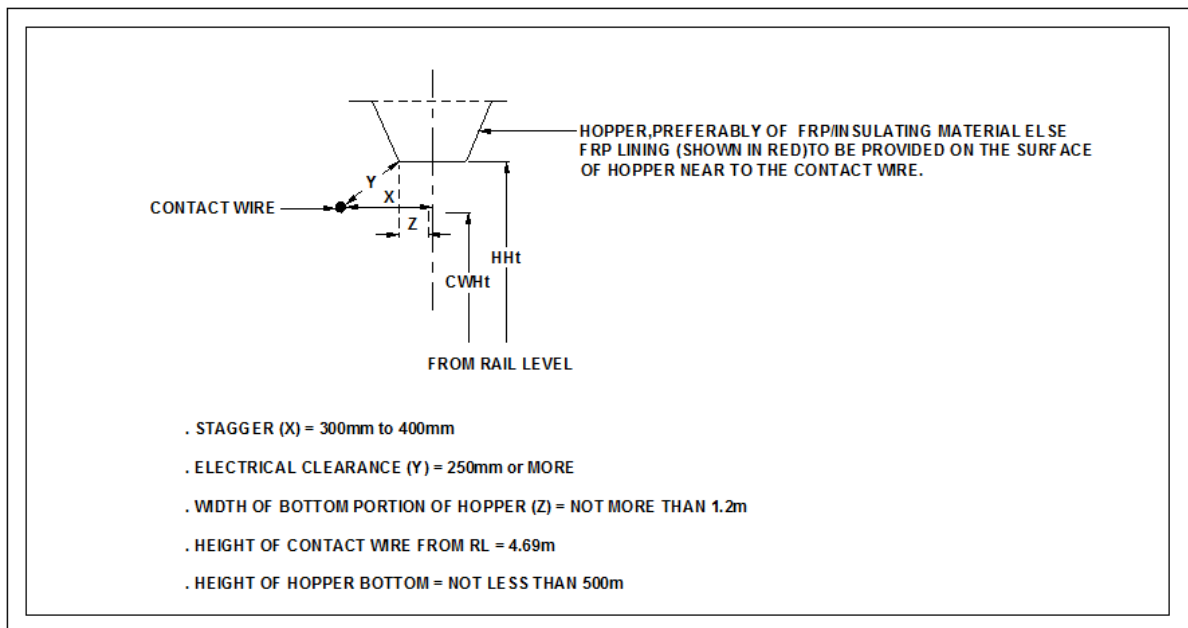 HOPPER,PREFERABLY OF FRP/INSULATING MATERIAL ELSE
FRP LINING (SHOWN IN RED)TO BE PROVIDED ON THE SURFACE
OF HOPPER NEAR TO THE CONTACT WIRE.
Y
X
CONTACT WIRE
Z
HHt
CWHt
FROM RAIL LEVEL
. STAGGER (X) = 300mm to 400mm
. ELECTRICAL CLEARANCE (Y) = 250mm or MORE
. WIDTH OF BOTTOM PORTION OF HOPPER (Z) = NOT MORE THAN 1.2m
. HEIGHT OF CONTACT WIRE FROM RL = 4.69m
. HEIGHT OF HOPPER BOTTOM = NOT LESS THAN 500m